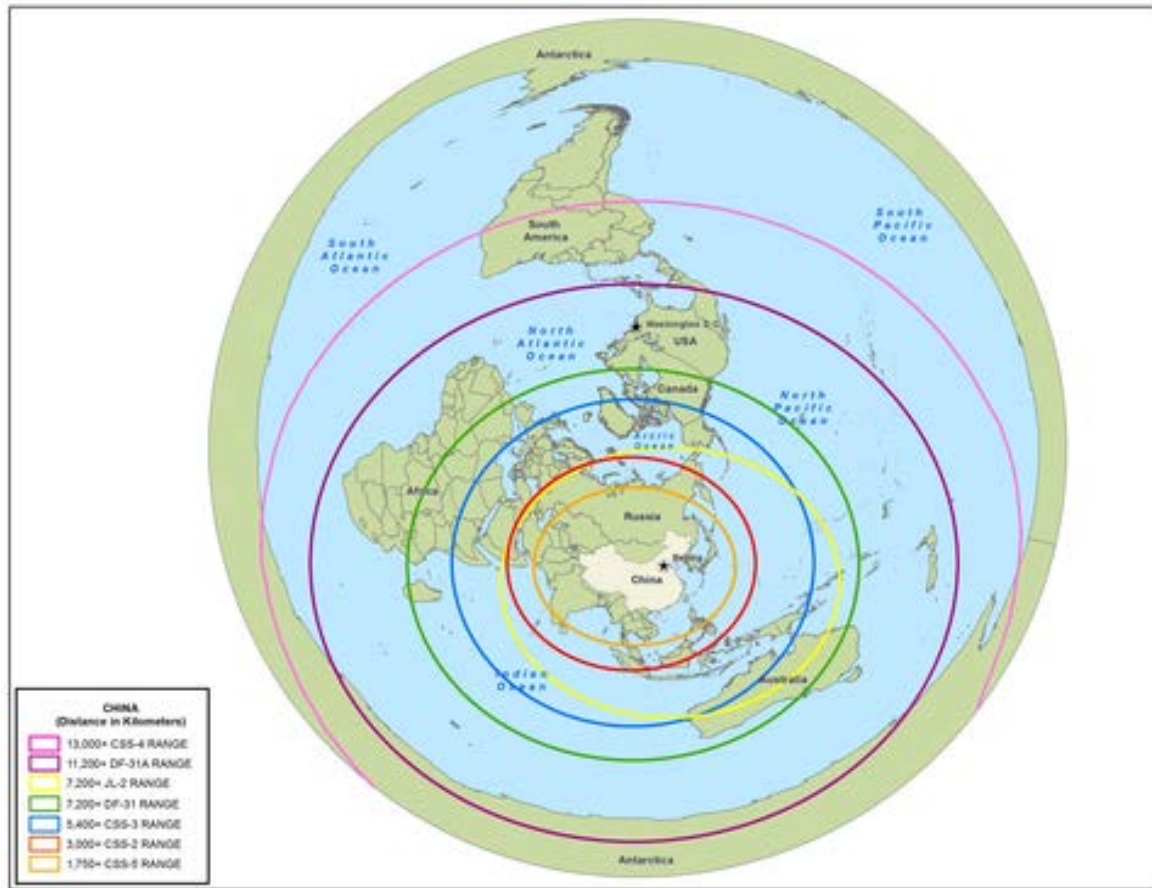 Antarctica
South
America
South
Atlantic
Ocean
South
Pacific
Ocean
Washington D.C.
USA
North
Atlantic
Ocean
Canada
North
Pacific
Ocean
Arctic
Ocean
Africa
Russia
Beijing
China
Indian
Ocean
Australia
CHINA
(Distance in Kilometers)
13,000+ CSS-4 RANGE
11,200+ DF-31A RANGE
7,200+ JL-2 RANGE
7,200+ DF-31 RANGE
5,400+ CSS-3 RANGE
3,000+ CSS-2 RANGE
1,750+ CSS-5 RANGE
Antarctica